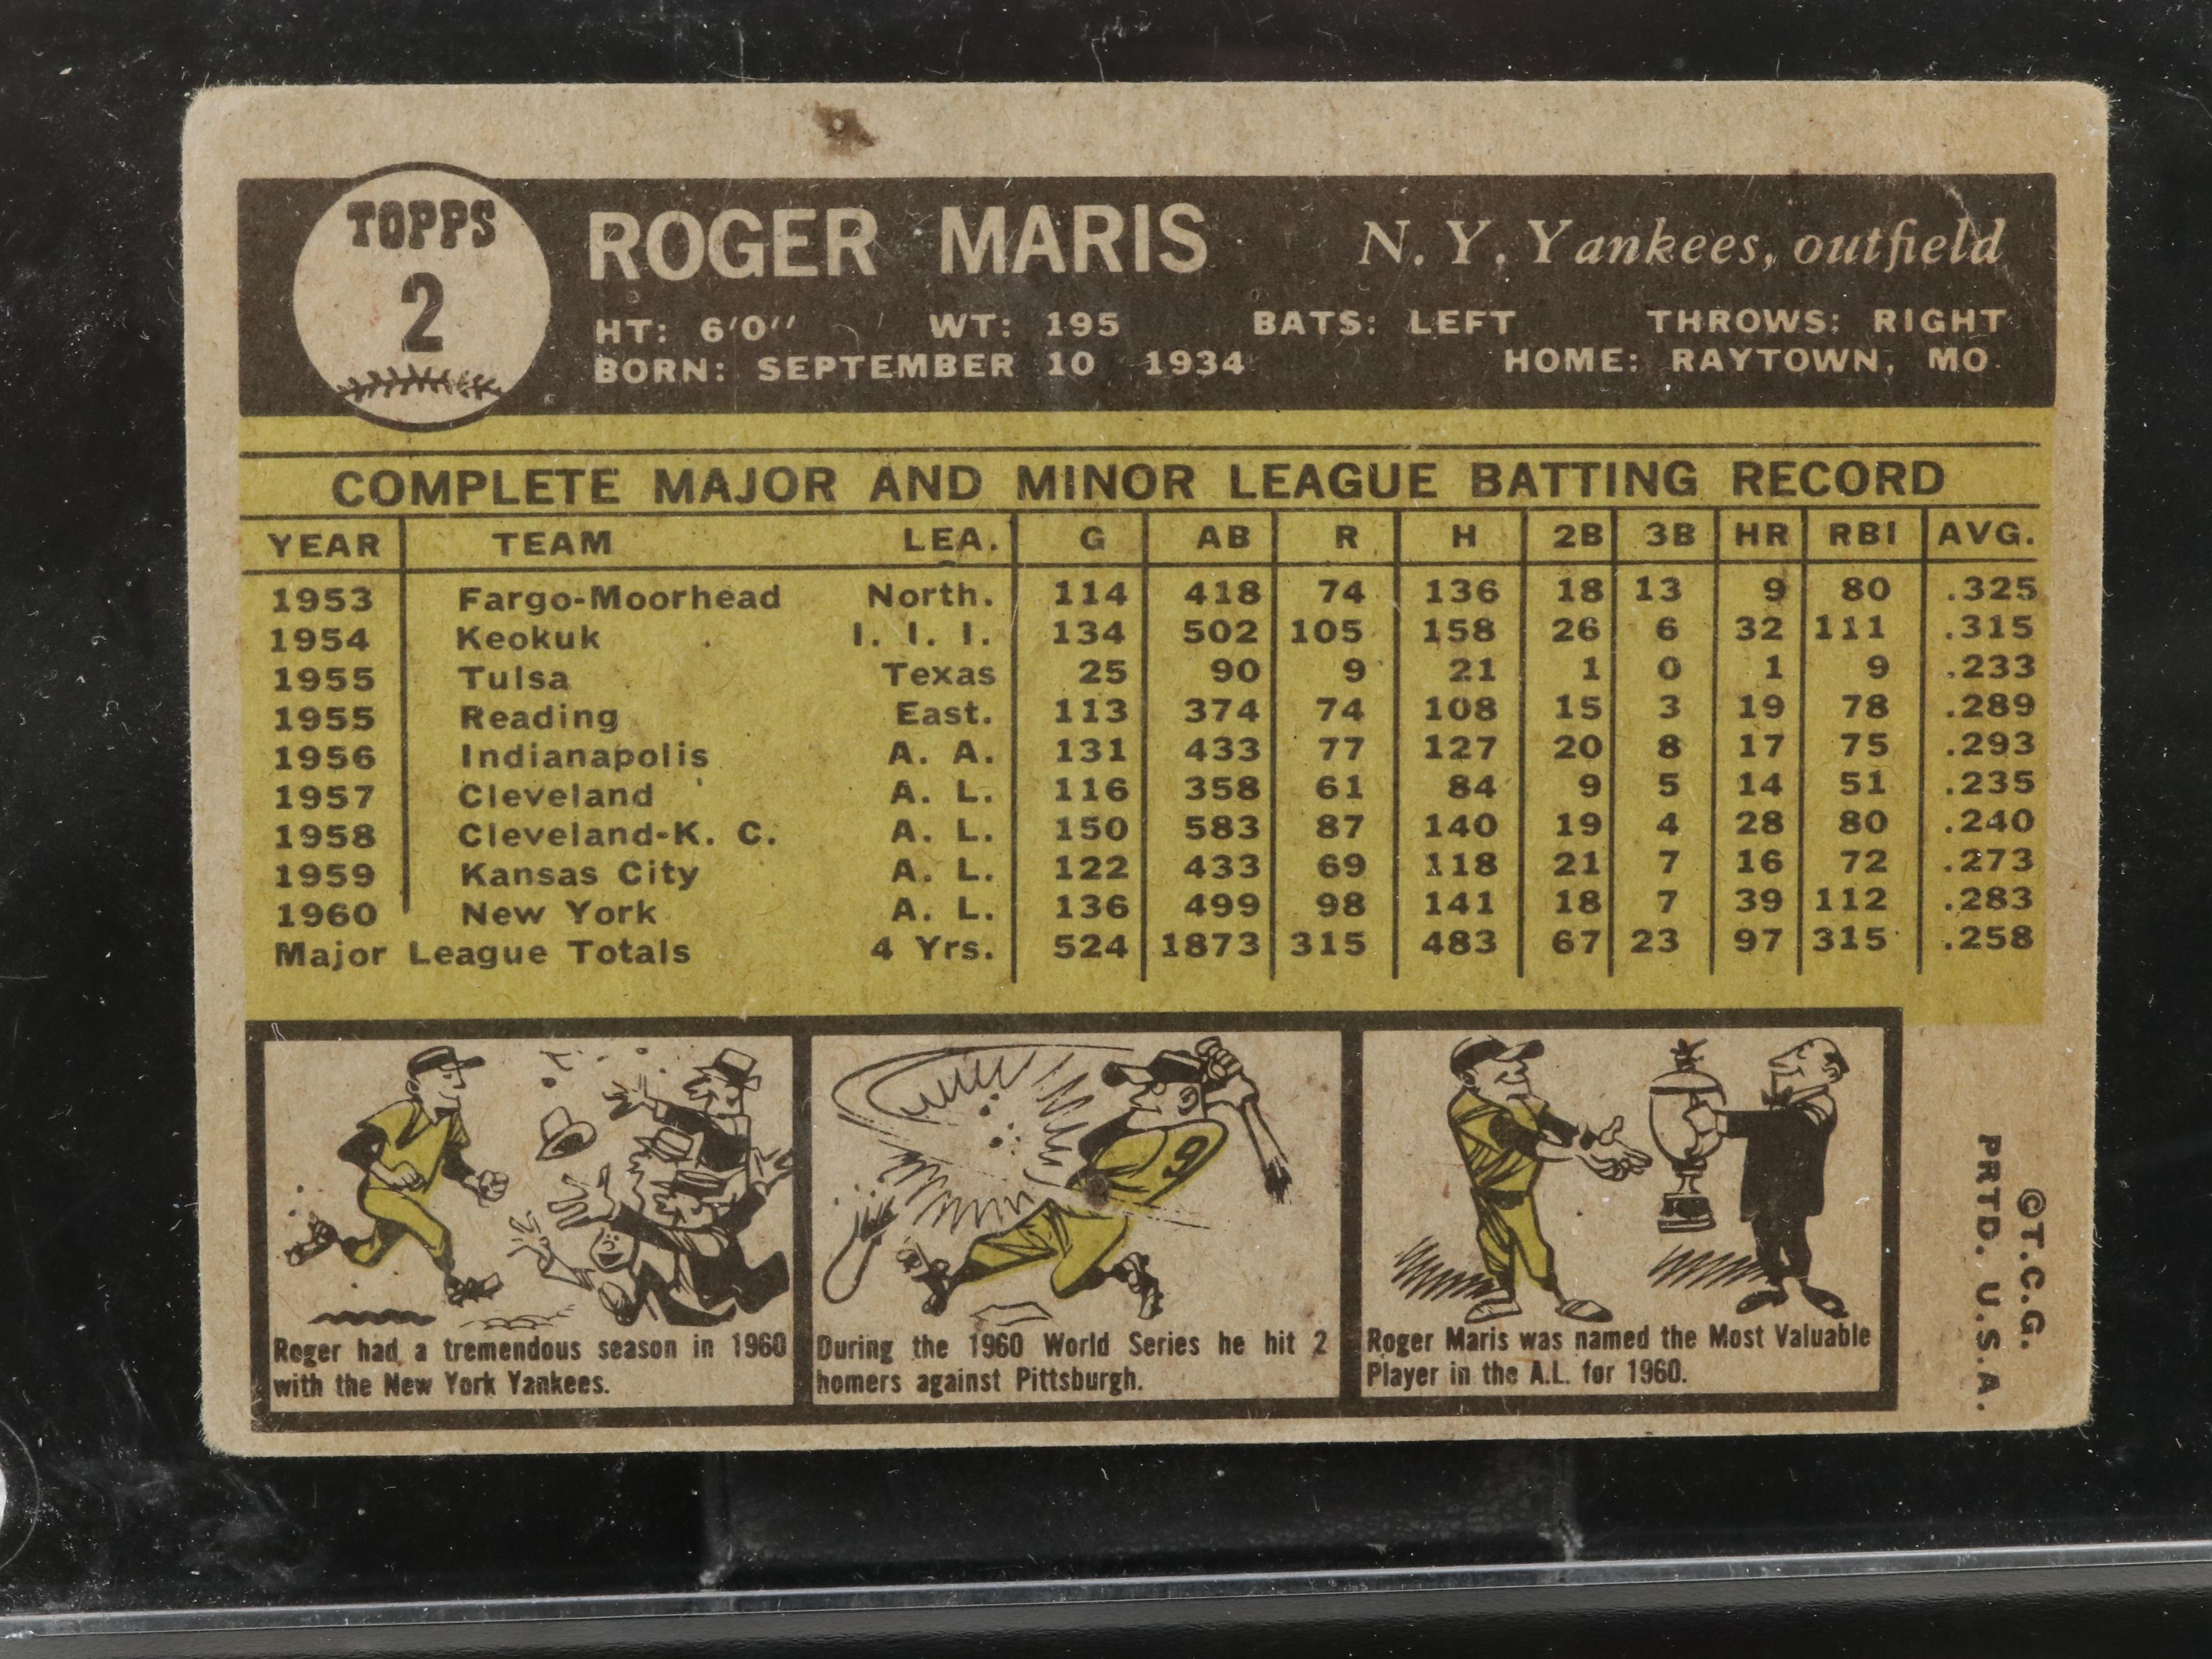 TOPPS
2
ROGER MARIS
N. Y. Yankees, outfield
HT: 6'0" WT: 195 BATS: LEFT THROWS: RIGHT
BORN: SEPTEMBER 10 1934 HOME: RAYTOWN, MO.
COMPLETE MAJOR AND MINOR LEAGUE BATTING RECORD
YEAR TEAM LEA. G AB R H 2B 3B HR RBI AVG.
1953 Fargo-Moorhead North. 114 418 74 136 18 13 9 80 .325
1954 Keokuk I. I. I. 134 502 105 158 26 6 32 111 .315
1955 Tulsa Texas 25 90 9 21 1 0 1 9 .233
1955 Reading East. 113 374 74 108 15 3 19 78 .289
1956 Indianapolis A. A. 131 433 77 127 20 8 17 75 .293
1957 Cleveland A. L. 116 358 61 84 9 5 14 51 .235
1958 Cleveland-K. C. A. L. 150 583 87 140 19 4 28 80 .240
1959 Kansas City A. L. 122 433 69 118 21 7 16 72 .273
1960 New York A. L. 136 499 98 141 18 7 39 112 .283
Major League Totals 4 Yrs. 524 1873 315 483 67 23 97 315 .258
9
Roger had a tremendous season in 1960
with the New York Yankees.
During the 1960 World Series he hit 2
homers against Pittsburgh.
Roger Maris was named the Most Valuable
Player in the A.L. for 1960.
©T.C.G.
PRTD. U.S.A.